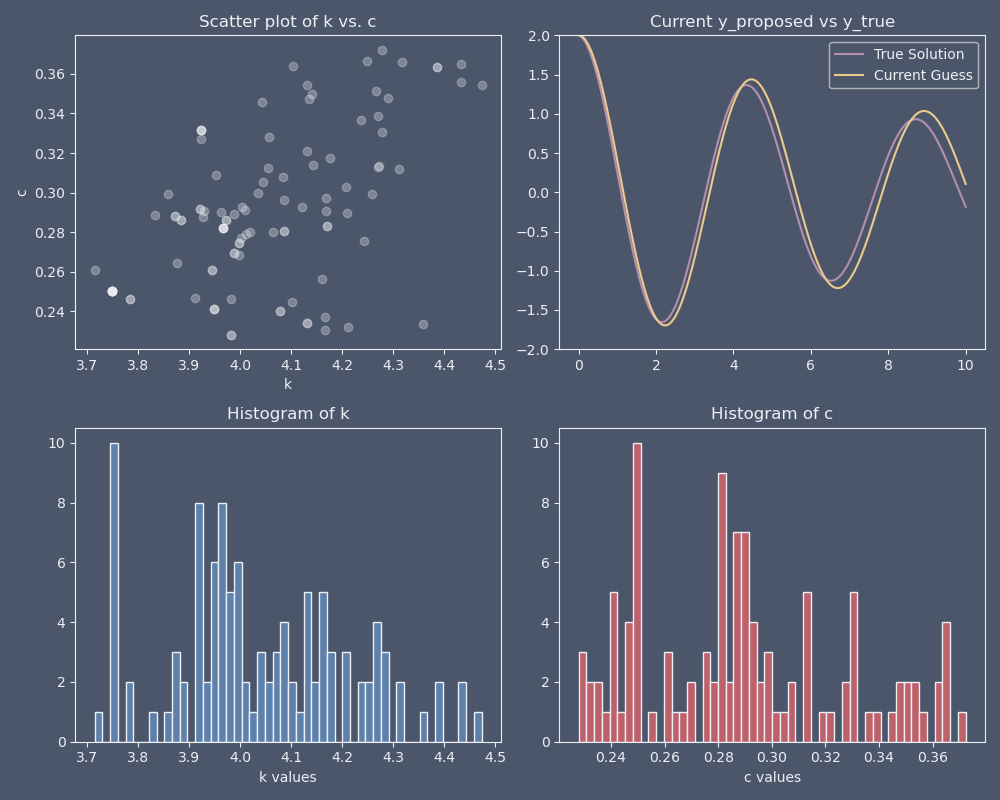 Scatter plot of k vs. c
c
0.36
0.34
0.32
0.30
0.28
0.26
0.24
3.7 3.8 3.9 4.0 4.1 4.2 4.3 4.4 4.5
k
Current y_proposed vs y_true
True Solution
Current Guess
2.0
1.5
1.0
0.5
0.0
−0.5
−1.0
−1.5
−2.0
0 2 4 6 8 10
Histogram of k
10
8
6
4
2
0
3.7 3.8 3.9 4.0 4.1 4.2 4.3 4.4 4.5
k values
Histogram of c
10
8
6
4
2
0
0.24 0.26 0.28 0.30 0.32 0.34 0.36
c values